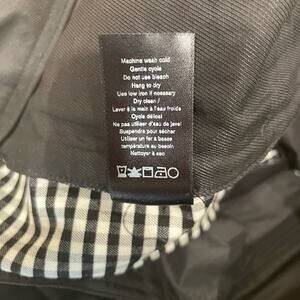 Machine wash cold
Gentle cycle
Do not use bleach
Hang to dry
Use low iron if nessary
Dry clean /
Laver à la main à l'eau froide
Cycle délicat
Ne pas utiliser d'eau de javel
Suspendre pour sécher
Utiliser un fer à basse
température au besoin
Nettoyer à sec